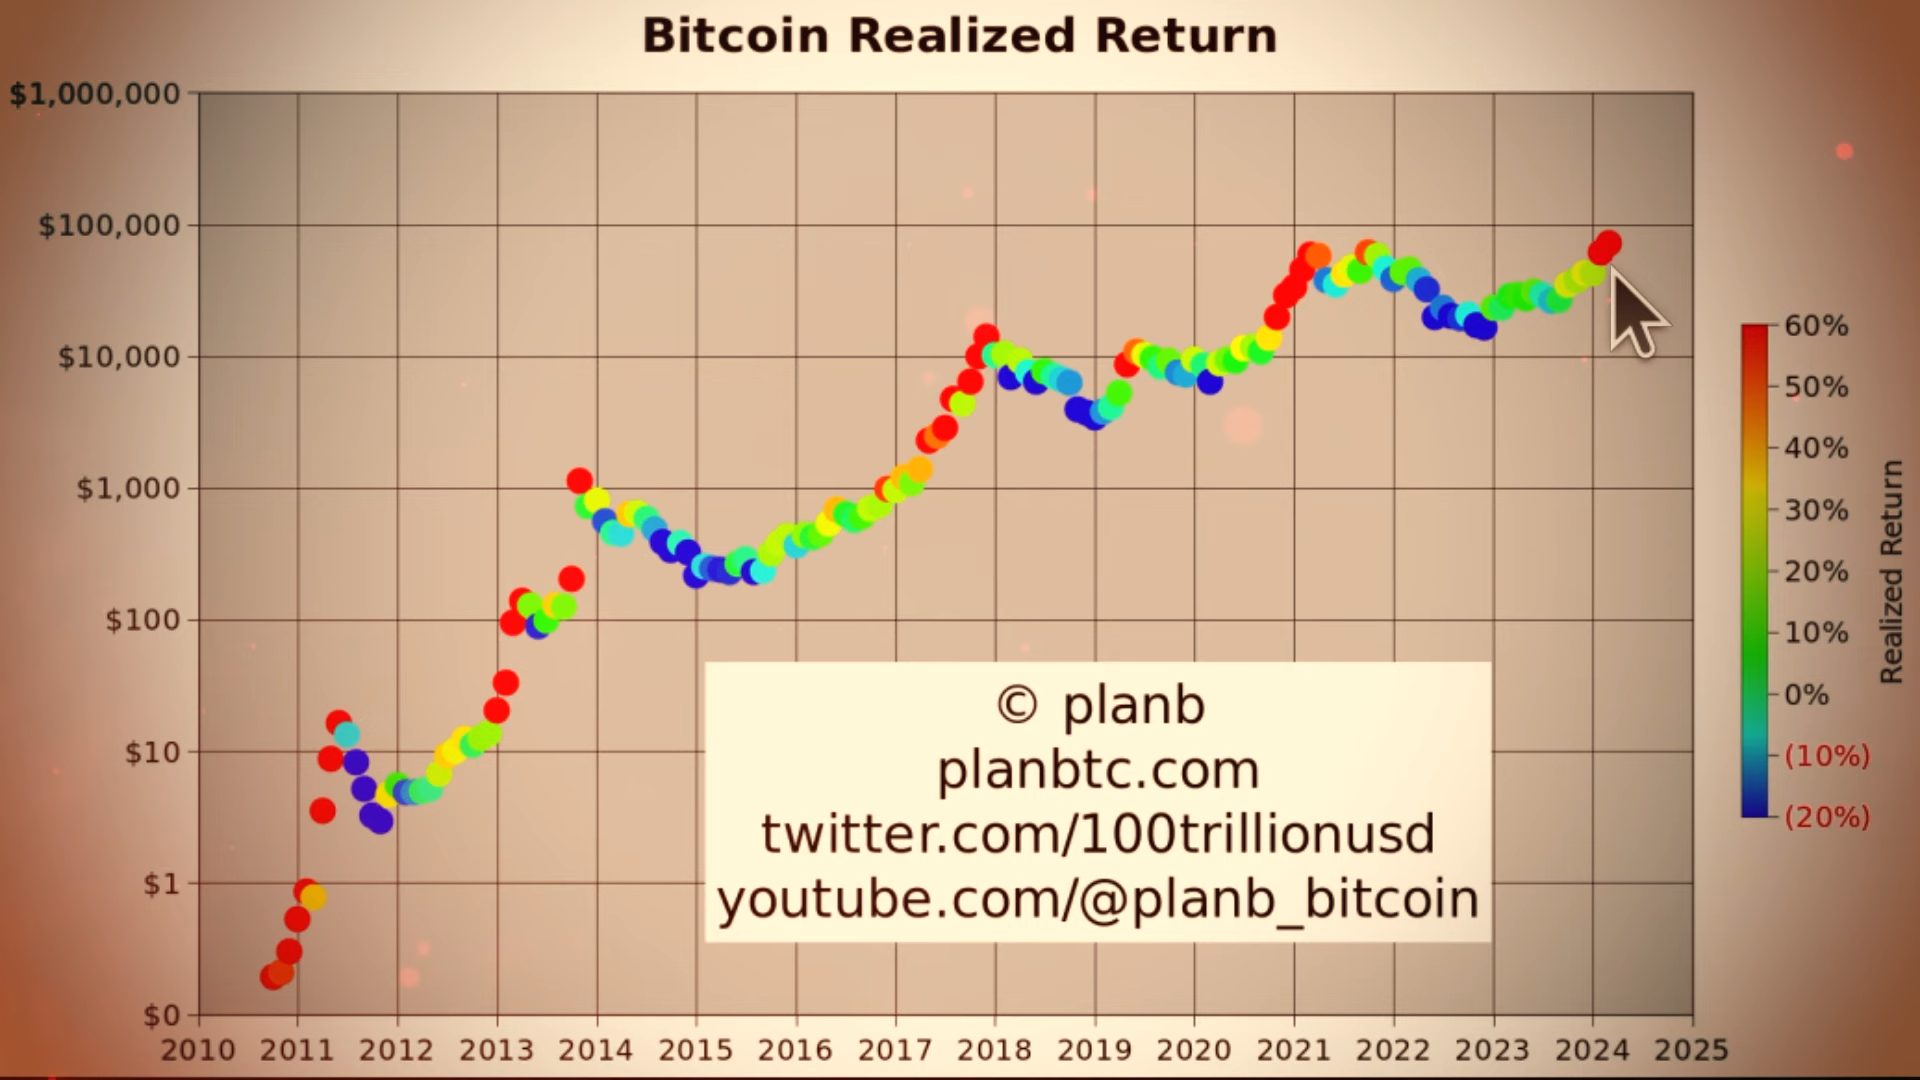 Bitcoin Realized Return
$1,000,000
$100,000
$10,000
$1,000
$100
$10
$1
$0
2010 2011 2012 2013 2014 2015 2016 2017 2018 2019 2020 2021 2022 2023 2024 2025
© planb
planbtc.com
twitter.com/100trillionusd
youtube.com/@planb_bitcoin
60%
50%
40%
30%
20%
10%
0%
(10%)
(20%)
Realized Return